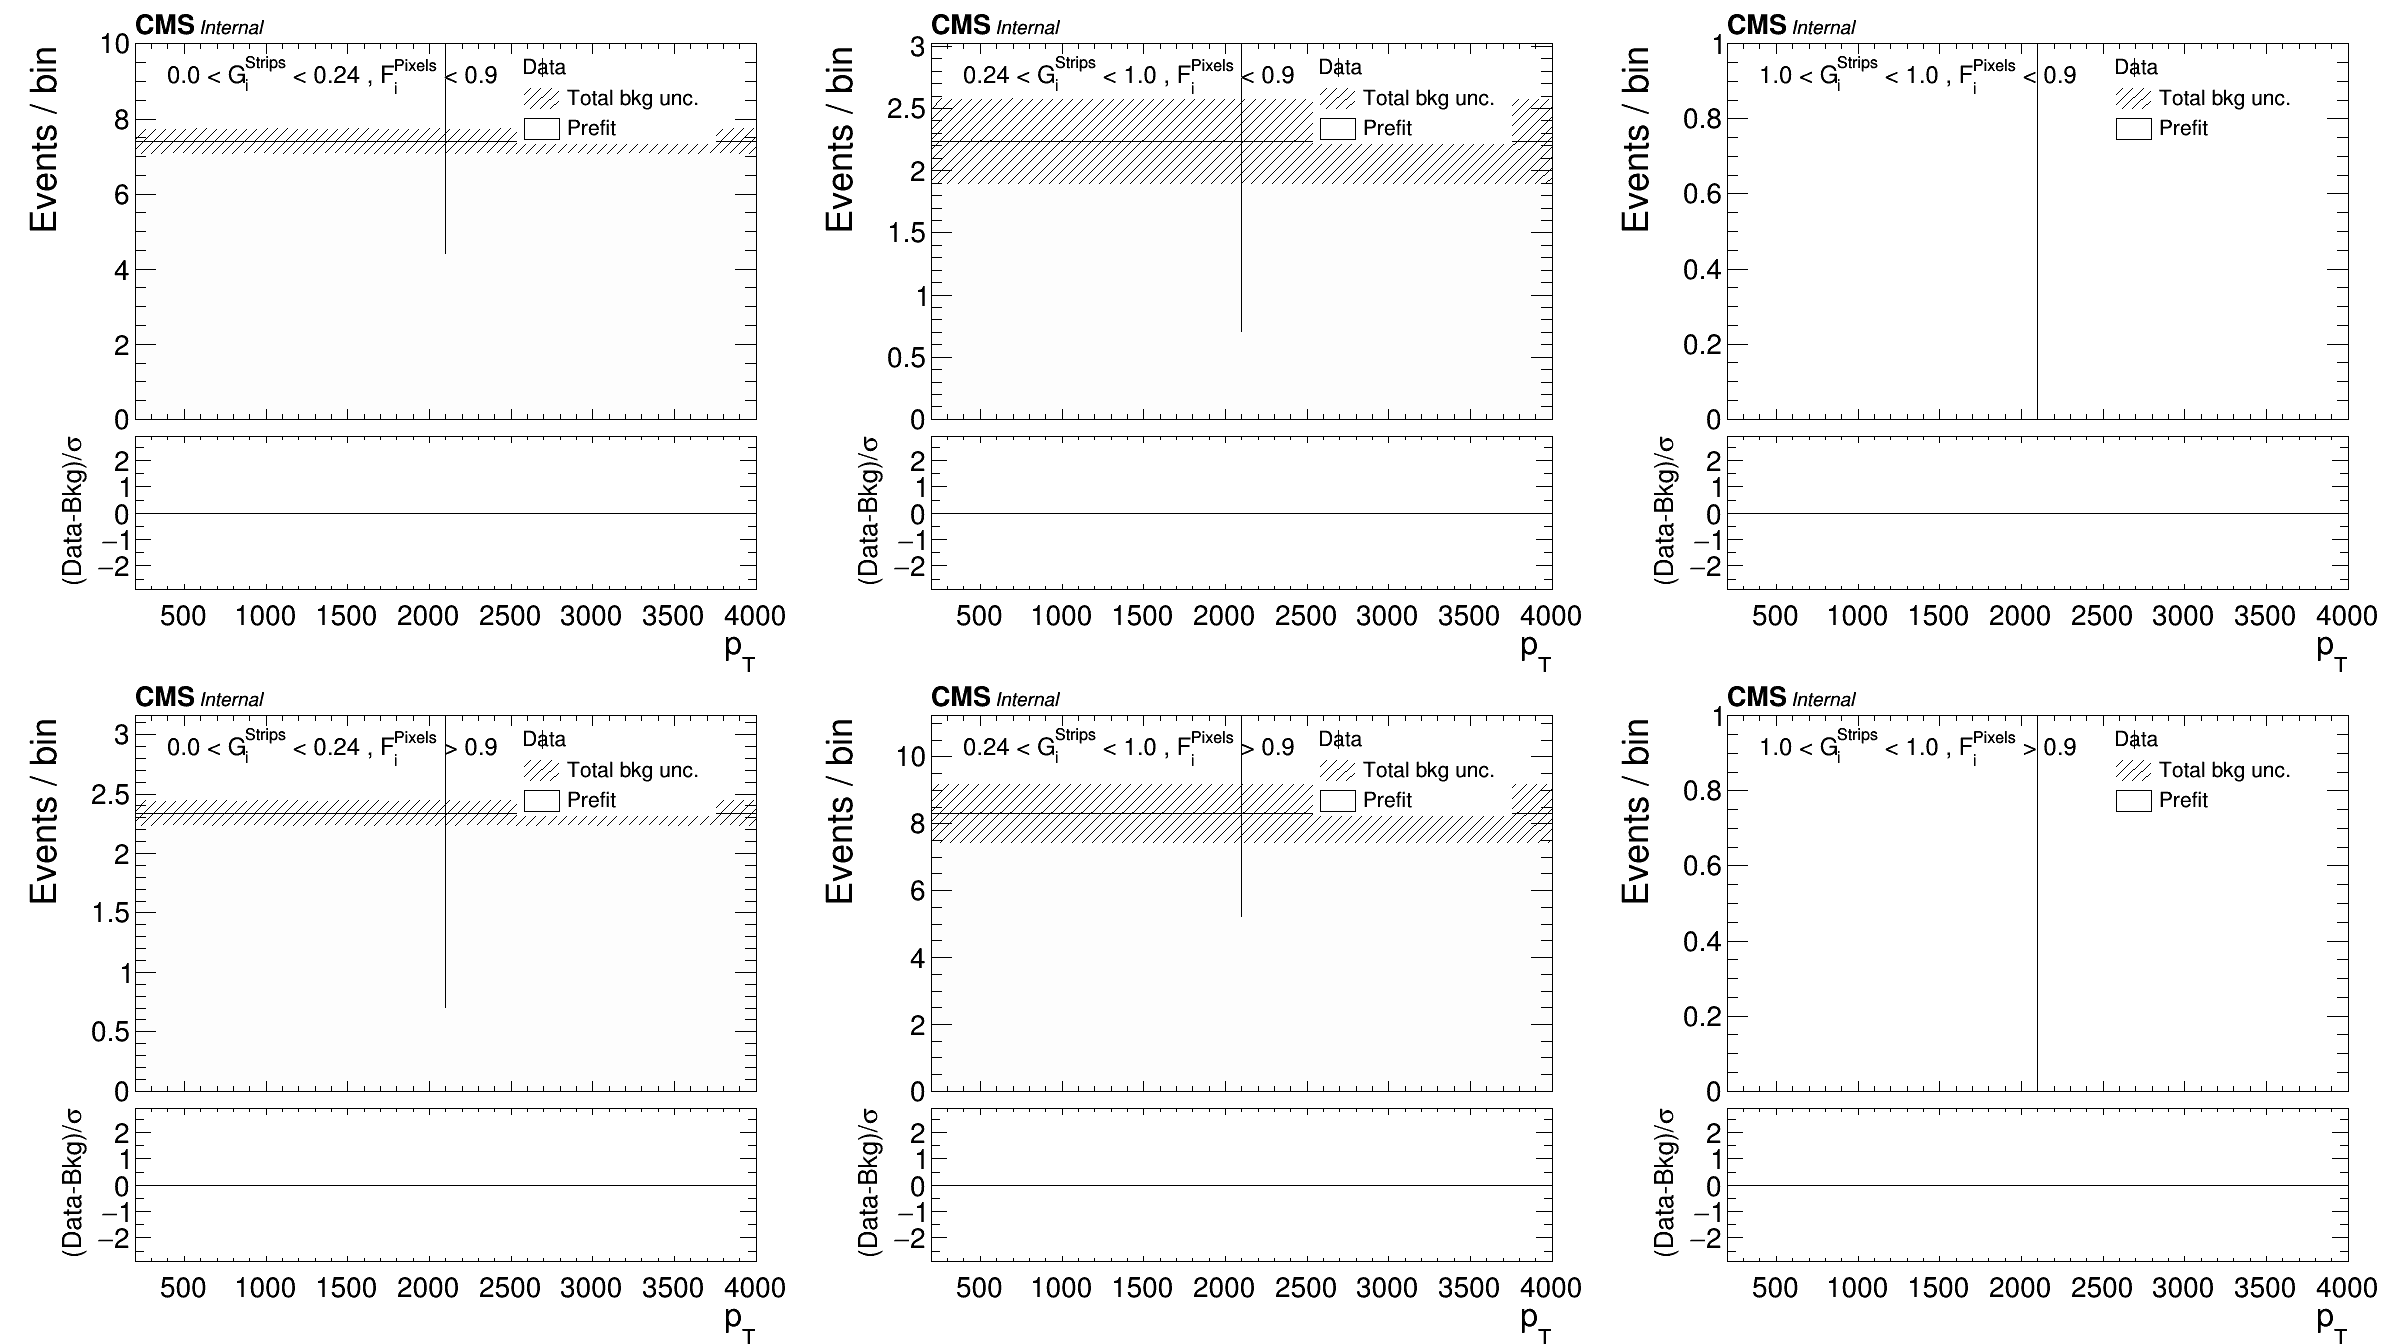 CMS Internal
Events / bin
10
8
6
4
2
0
0.0 < G_i^Strips < 0.24 , F_i^Pixels < 0.9
Data
Total bkg unc.
Prefit
(Data-Bkg)/σ
2
1
0
−1
−2
500 1000 1500 2000 2500 3000 3500 4000
p_T
CMS Internal
Events / bin
3
2.5
2
1.5
1
0.5
0
0.24 < G_i^Strips < 1.0 , F_i^Pixels < 0.9
Data
Total bkg unc.
Prefit
(Data-Bkg)/σ
2
1
0
−1
−2
500 1000 1500 2000 2500 3000 3500 4000
p_T
CMS Internal
Events / bin
1
0.8
0.6
0.4
0.2
0
1.0 < G_i^Strips < 1.0 , F_i^Pixels < 0.9
Data
Total bkg unc.
Prefit
(Data-Bkg)/σ
2
1
0
−1
−2
500 1000 1500 2000 2500 3000 3500 4000
p_T
CMS Internal
Events / bin
3
2.5
2
1.5
1
0.5
0
0.0 < G_i^Strips < 0.24 , F_i^Pixels > 0.9
Data
Total bkg unc.
Prefit
(Data-Bkg)/σ
2
1
0
−1
−2
500 1000 1500 2000 2500 3000 3500 4000
p_T
CMS Internal
Events / bin
10
8
6
4
2
0
0.24 < G_i^Strips < 1.0 , F_i^Pixels > 0.9
Data
Total bkg unc.
Prefit
(Data-Bkg)/σ
2
1
0
−1
−2
500 1000 1500 2000 2500 3000 3500 4000
p_T
CMS Internal
Events / bin
1
0.8
0.6
0.4
0.2
0
1.0 < G_i^Strips < 1.0 , F_i^Pixels > 0.9
Data
Total bkg unc.
Prefit
(Data-Bkg)/σ
2
1
0
−1
−2
500 1000 1500 2000 2500 3000 3500 4000
p_T